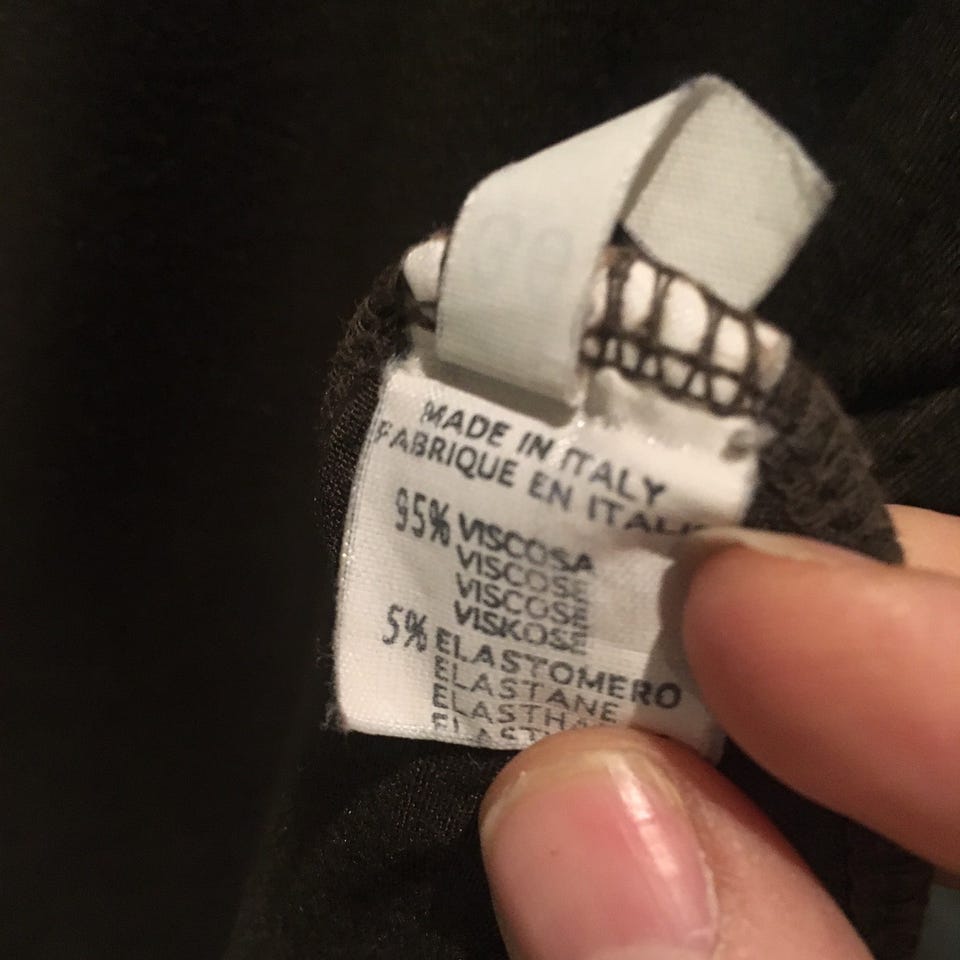 MADE IN ITALY
FABRIQUE EN ITALIE
95% VISCOSA
VISCOSE
VISCOSE
VISKOSE
5% ELASTOMERO
ELASTANE